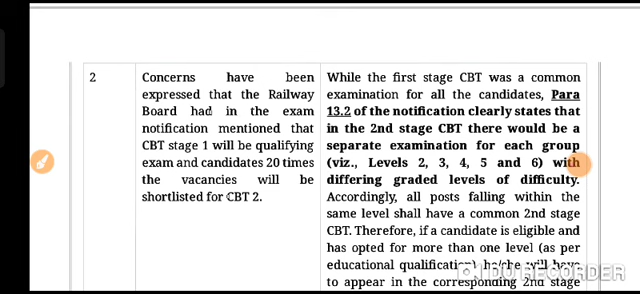 2
Concerns have been
expressed that the Railway
Board had in the exam
notification mentioned that
CBT stage 1 will be qualifying
exam and candidates 20 times
the vacancies will be
shortlisted for CBT 2.
While the first stage CBT was a common
examination for all the candidates, Para
13.2 of the notification clearly states that
in the 2nd stage CBT there would be a
separate examination for each group
(viz., Levels 2, 3, 4, 5 and 6) with
differing graded levels of difficulty.
Accordingly, all posts falling within the
same level shall have a common 2nd stage
CBT. Therefore, if a candidate is eligible and
has opted for more than one level (as per
educational qualification) he/she will have
to appear in the corresponding 2nd stage
DU RECORDER